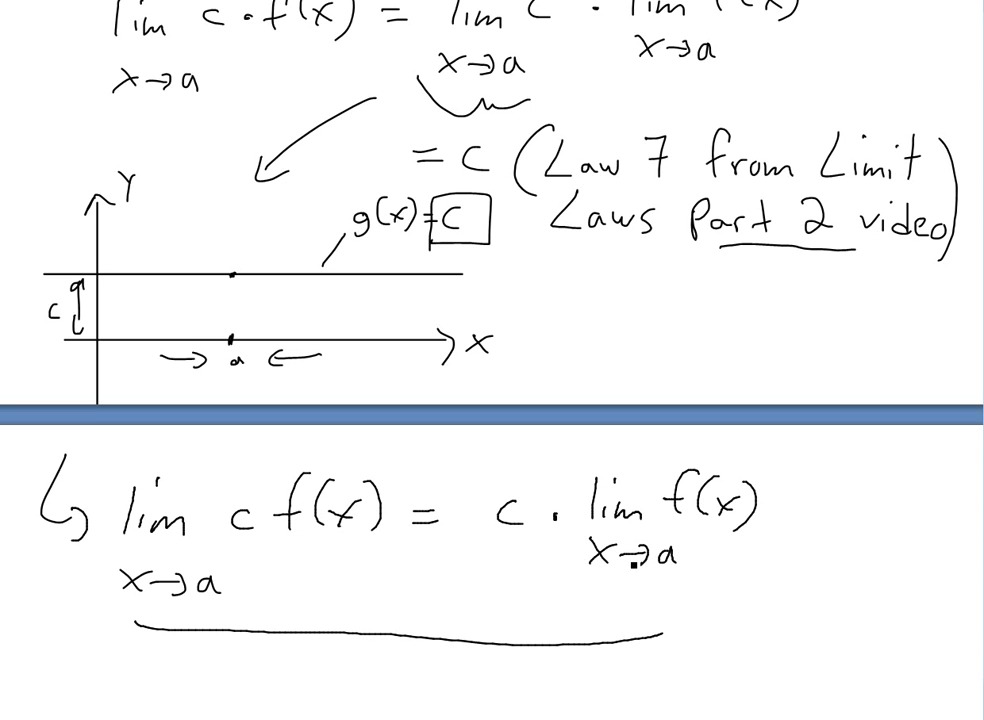 lim c · f(x) = lim c · lim f(x)
x→a x→a x→a
= c (Law 7 from Limit
Laws Part 2 video)
Y
g(x) = c
c
→ a ←
x
↳ lim c f(x) = c · lim f(x)
x→a x→a